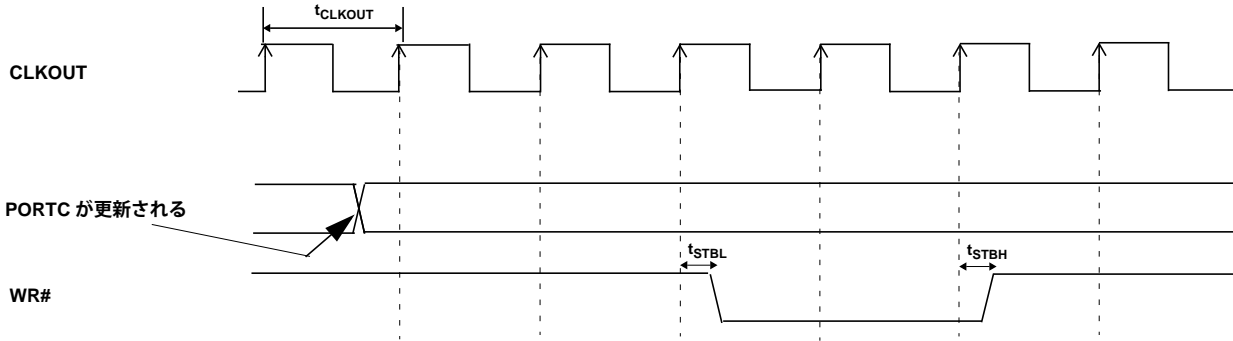 tCLKOUT
CLKOUT
PORTC が更新される
tSTBL
tSTBH
WR#